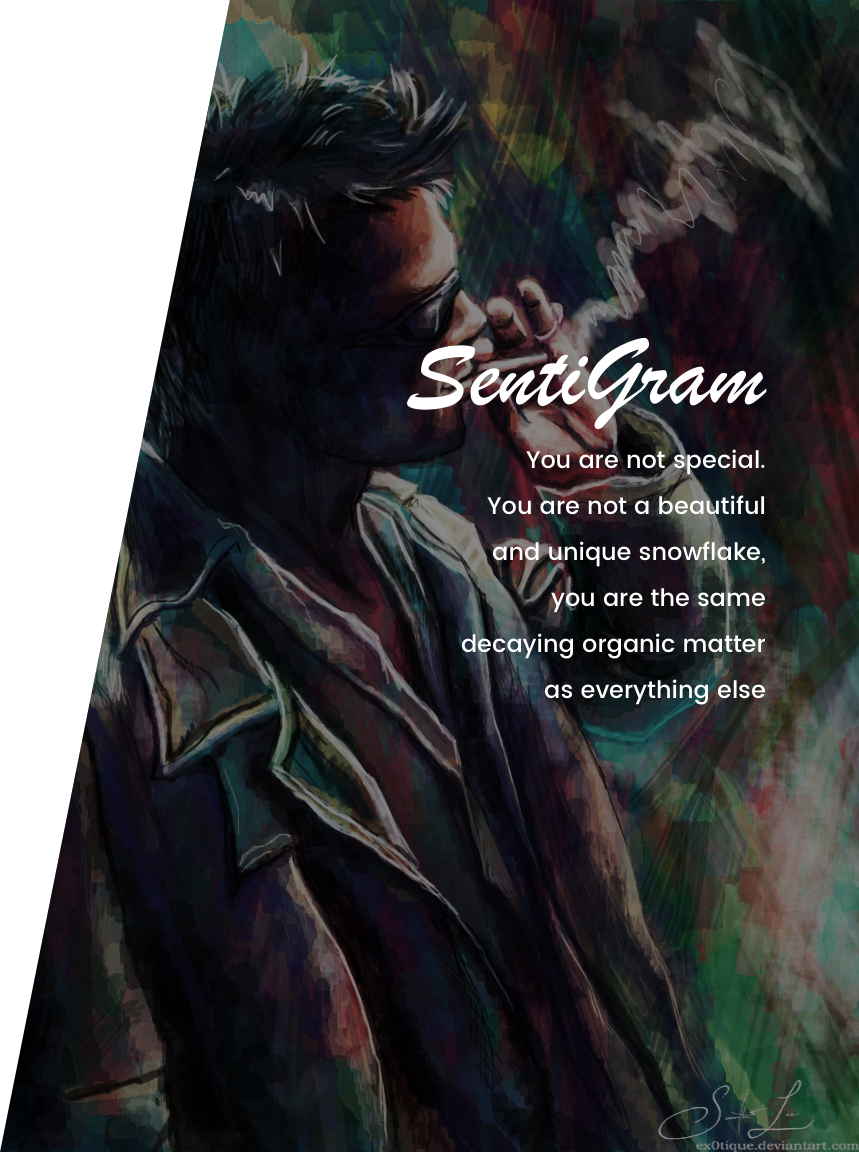 SentiGram
You are not special.
You are not a beautiful
and unique snowflake,
you are the same
decaying organic matter
as everything else
ex0tique.deviantart.com